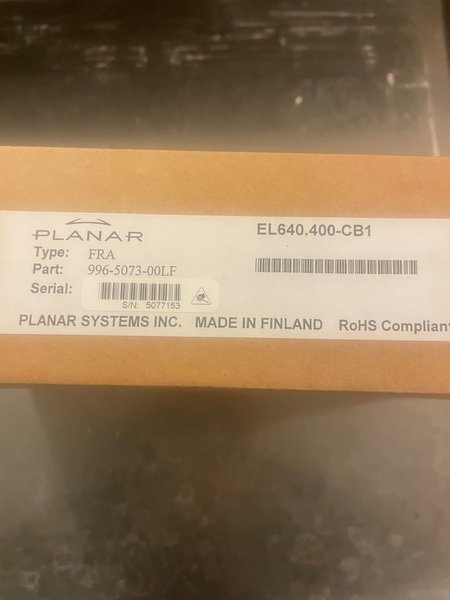 PLANAR
EL640.400-CB1
Type: FRA
Part: 996-5073-00LF
Serial:
S/N: 5077153
PLANAR SYSTEMS INC. MADE IN FINLAND RoHS Compliant